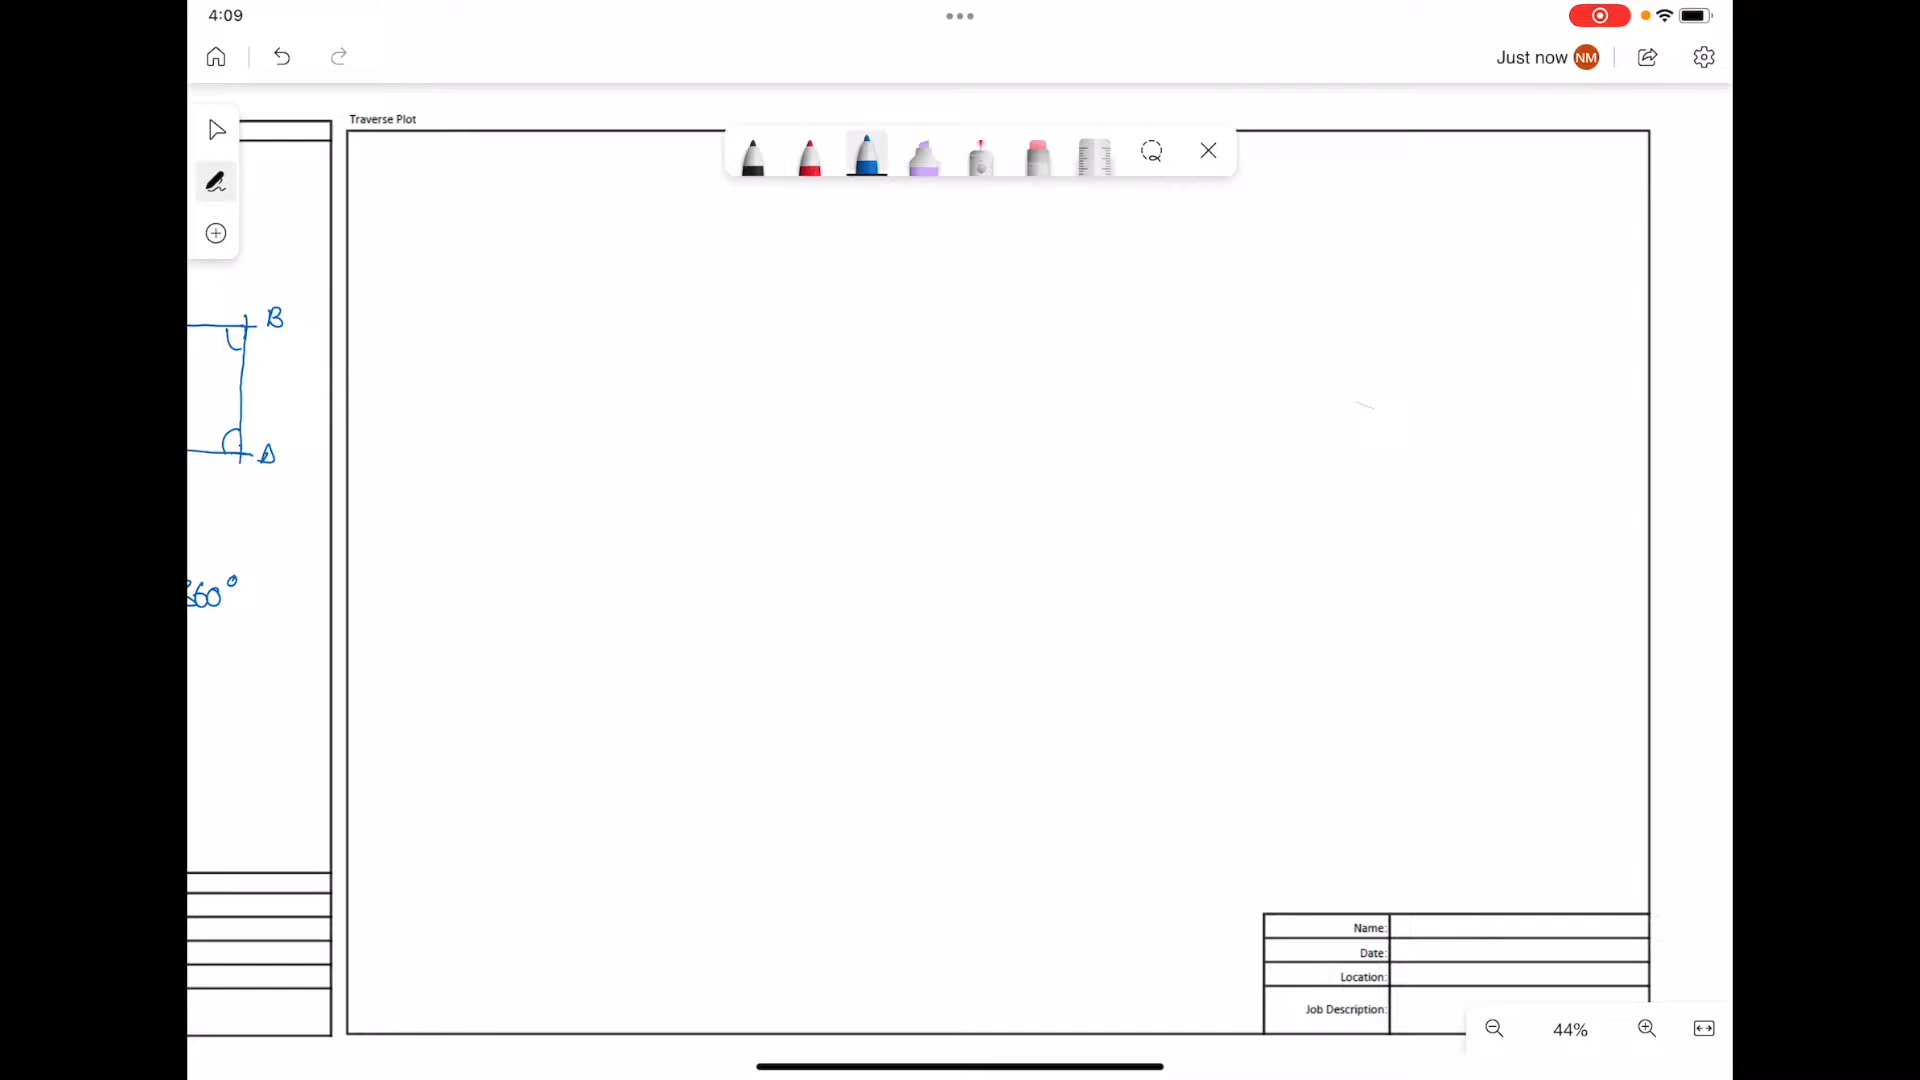 4:09
Just now NM
Traverse Plot
B
A
360°
Name:
Date:
Location:
Job Description:
44%